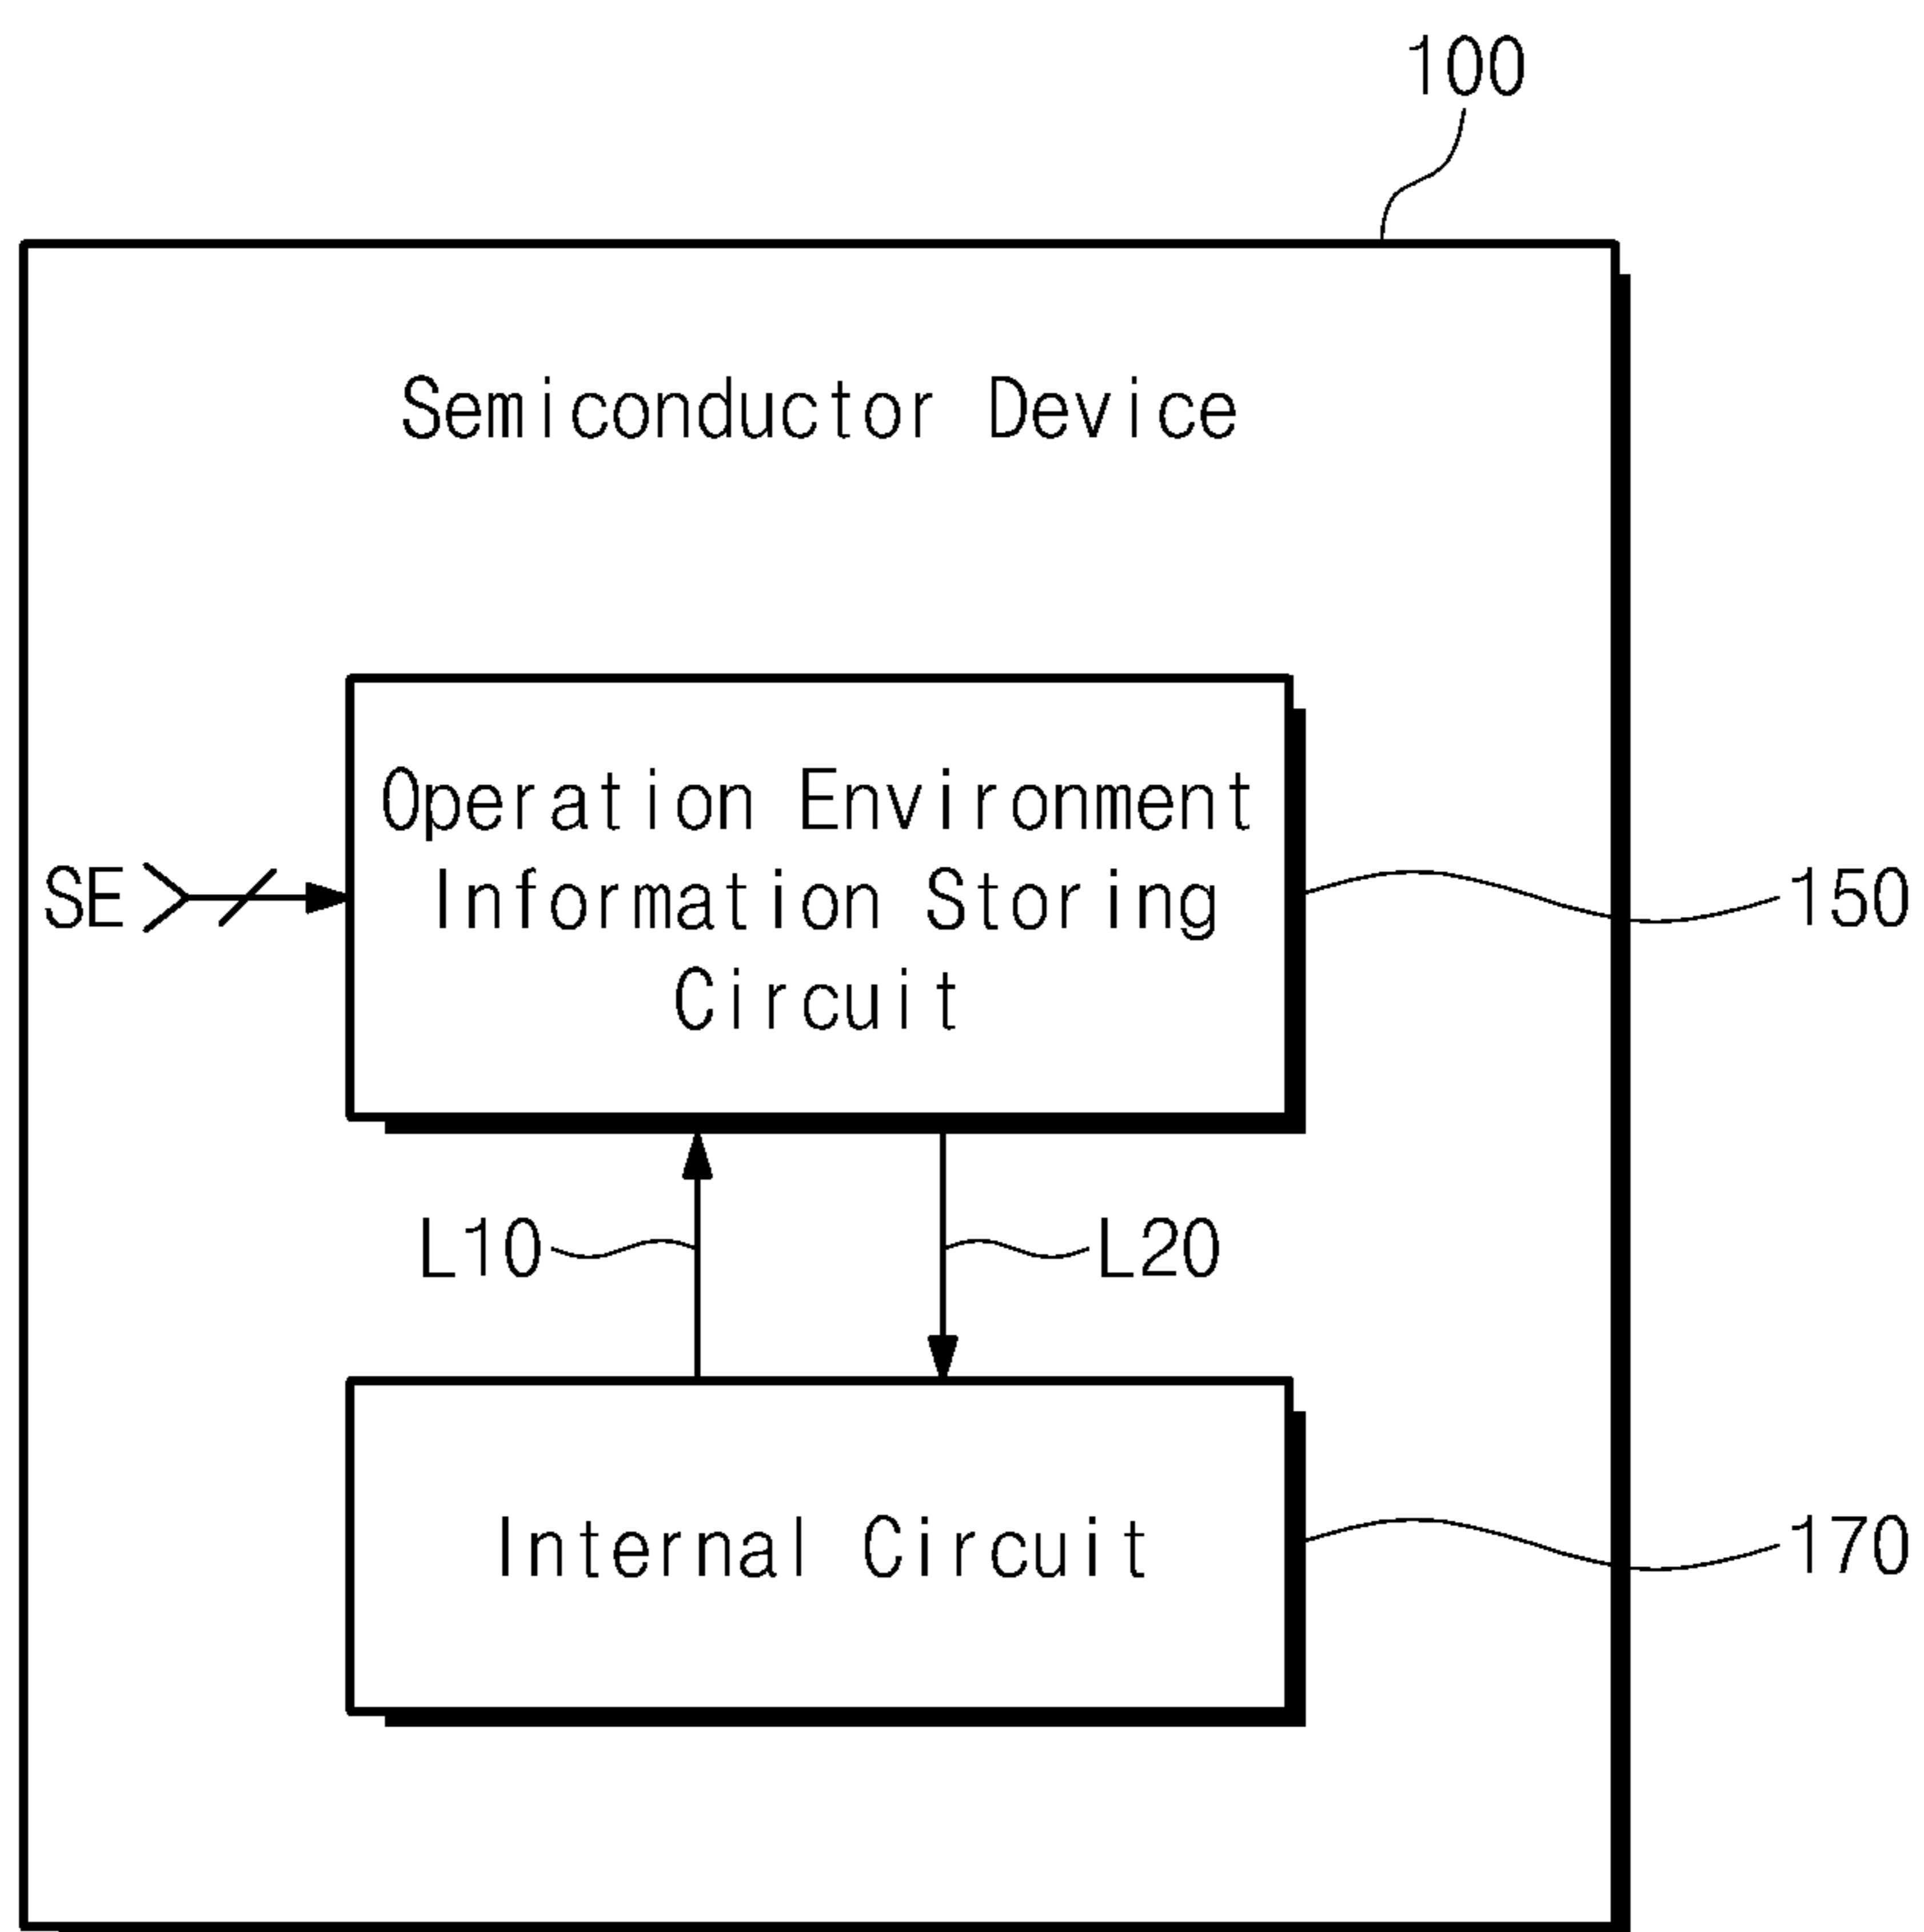 100
Semiconductor Device
Operation Environment
Information Storing
Circuit
SE
150
L10
L20
Internal Circuit
170